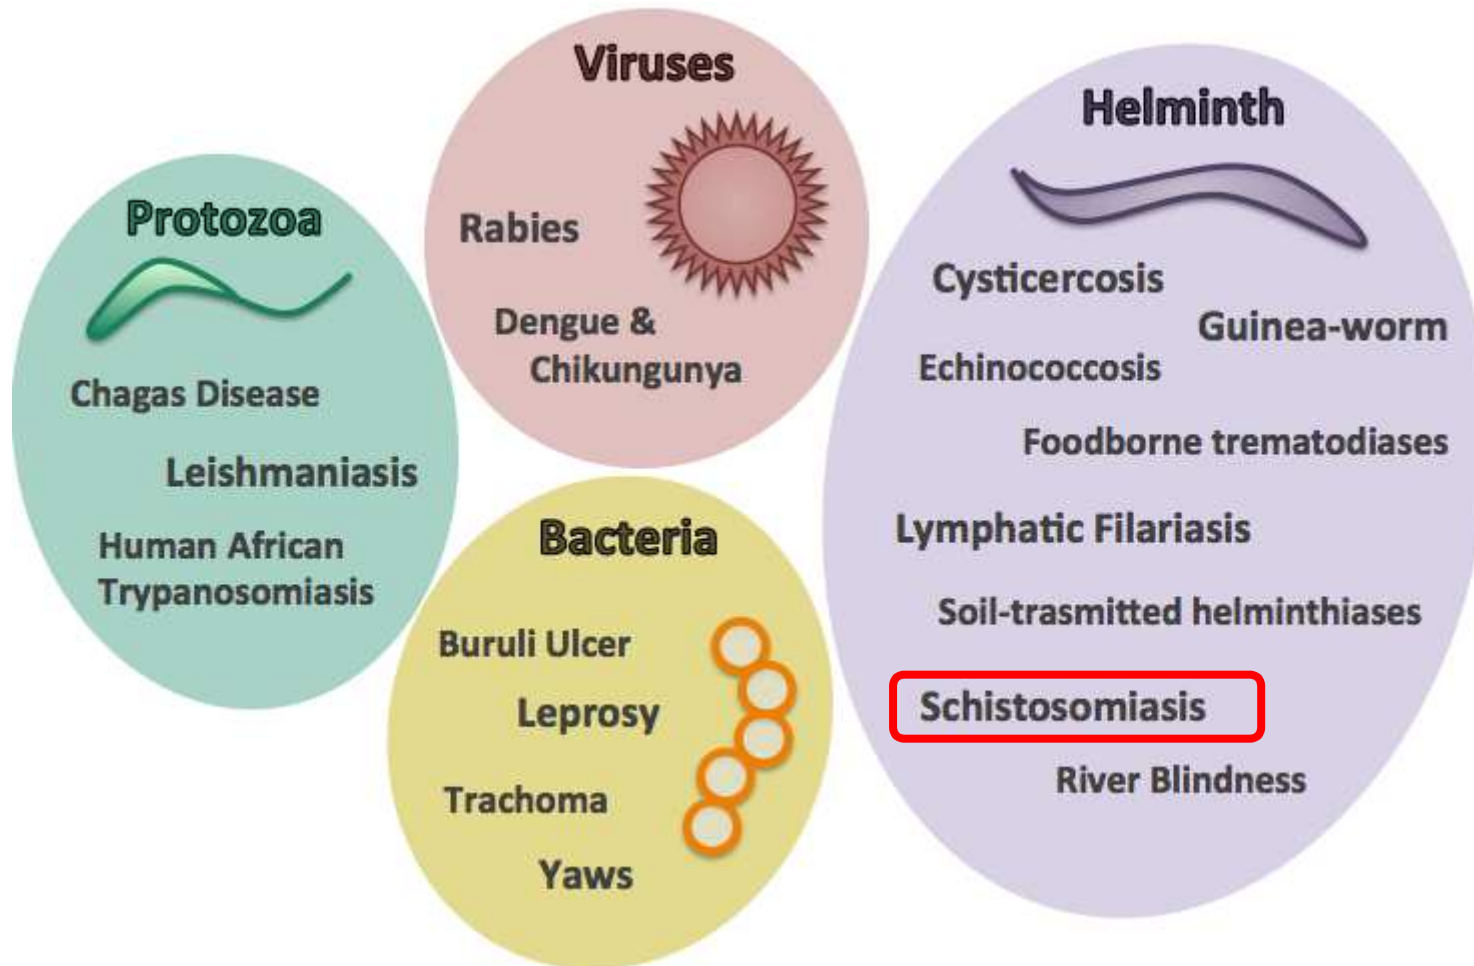 Viruses
Rabies
Dengue &
Chikungunya
Helminth
Cysticercosis
Guinea-worm
Echinococcosis
Foodborne trematodiases
Lymphatic Filariasis
Soil-trasmitted helminthiases
Schistosomiasis
River Blindness
Protozoa
Chagas Disease
Leishmaniasis
Human African
Trypanosomiasis
Bacteria
Buruli Ulcer
Leprosy
Trachoma
Yaws